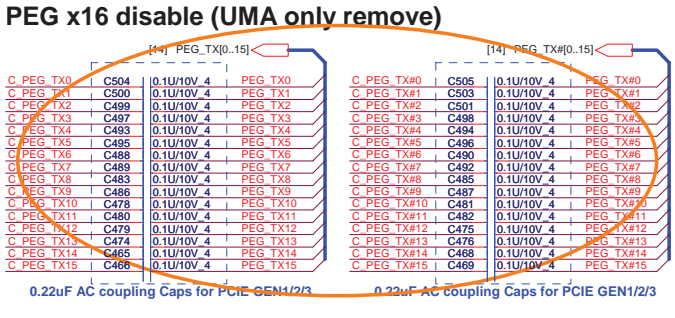 PEG x16 disable (UMA only remove)
[14] PEG_TX[0..15] [14] PEG_TX#[0..15]
C_PEG_TX0 C504 0.1U/10V_4 PEG_TX0 C_PEG_TX#0 C505 0.1U/10V_4 PEG_TX#0
C_PEG_TX1 C500 0.1U/10V_4 PEG_TX1 C_PEG_TX#1 C503 0.1U/10V_4 PEG_TX#1
C_PEG_TX2 C499 0.1U/10V_4 PEG_TX2 C_PEG_TX#2 C501 0.1U/10V_4 PEG_TX#2
C_PEG_TX3 C497 0.1U/10V_4 PEG_TX3 C_PEG_TX#3 C498 0.1U/10V_4 PEG_TX#3
C_PEG_TX4 C493 0.1U/10V_4 PEG_TX4 C_PEG_TX#4 C494 0.1U/10V_4 PEG_TX#4
C_PEG_TX5 C495 0.1U/10V_4 PEG_TX5 C_PEG_TX#5 C496 0.1U/10V_4 PEG_TX#5
C_PEG_TX6 C488 0.1U/10V_4 PEG_TX6 C_PEG_TX#6 C490 0.1U/10V_4 PEG_TX#6
C_PEG_TX7 C489 0.1U/10V_4 PEG_TX7 C_PEG_TX#7 C492 0.1U/10V_4 PEG_TX#7
C_PEG_TX8 C483 0.1U/10V_4 PEG_TX8 C_PEG_TX#8 C485 0.1U/10V_4 PEG_TX#8
C_PEG_TX9 C486 0.1U/10V_4 PEG_TX9 C_PEG_TX#9 C487 0.1U/10V_4 PEG_TX#9
C_PEG_TX10 C478 0.1U/10V_4 PEG_TX10 C_PEG_TX#10 C481 0.1U/10V_4 PEG_TX#10
C_PEG_TX11 C480 0.1U/10V_4 PEG_TX11 C_PEG_TX#11 C482 0.1U/10V_4 PEG_TX#11
C_PEG_TX12 C479 0.1U/10V_4 PEG_TX12 C_PEG_TX#12 C475 0.1U/10V_4 PEG_TX#12
C_PEG_TX13 C474 0.1U/10V_4 PEG_TX13 C_PEG_TX#13 C476 0.1U/10V_4 PEG_TX#13
C_PEG_TX14 C465 0.1U/10V_4 PEG_TX14 C_PEG_TX#14 C468 0.1U/10V_4 PEG_TX#14
C_PEG_TX15 C466 0.1U/10V_4 PEG_TX15 C_PEG_TX#15 C469 0.1U/10V_4 PEG_TX#15
0.22uF AC coupling Caps for PCIE GEN1/2/3 0.22uF AC coupling Caps for PCIE GEN1/2/3